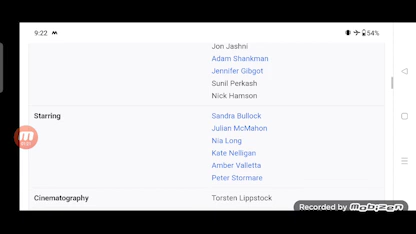 9:22 M
54%
Jon Jashni
Adam Shankman
Jennifer Gibgot
Sunil Perkash
Nick Hamson
Starring
Sandra Bullock
Julian McMahon
Nia Long
Kate Nelligan
Amber Valletta
Peter Stormare
Cinematography
Torsten Lippstock
Recorded by Mobizen